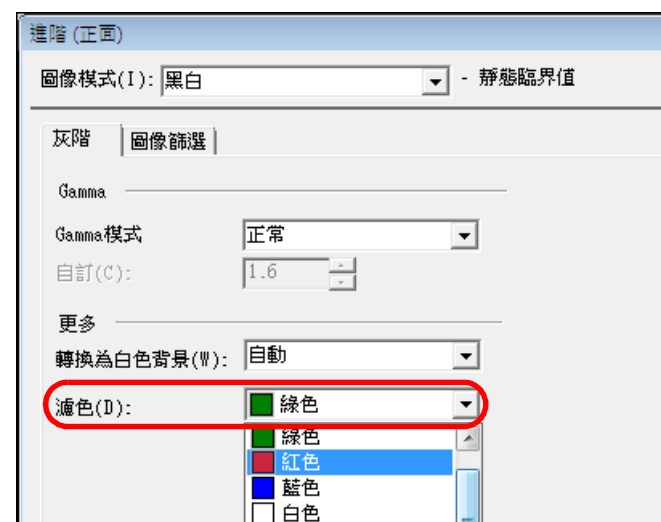 進階 (正面)
圖像模式(I): 黑白 - 靜態臨界值
灰階 圖像篩選
Gamma
Gamma模式 正常
自訂(C): 1.6
更多
轉換為白色背景(W): 自動
濾色(D): 綠色
綠色
紅色
藍色
白色